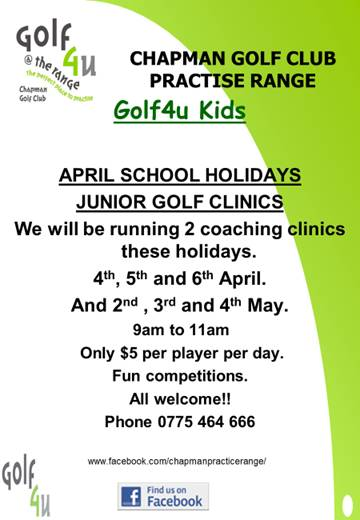 Golf
4u
@ the range
the perfect place to practise
Chapman
Golf Club
CHAPMAN GOLF CLUB
PRACTISE RANGE
Golf4u Kids
APRIL SCHOOL HOLIDAYS
JUNIOR GOLF CLINICS
We will be running 2 coaching clinics
these holidays.
4th, 5th and 6th April.
And 2nd , 3rd and 4th May.
9am to 11am
Only $5 per player per day.
Fun competitions.
All welcome!!
Phone 0775 464 666
www.facebook.com/chapmanpracticerange/
Golf
4u
f
Find us on
Facebook